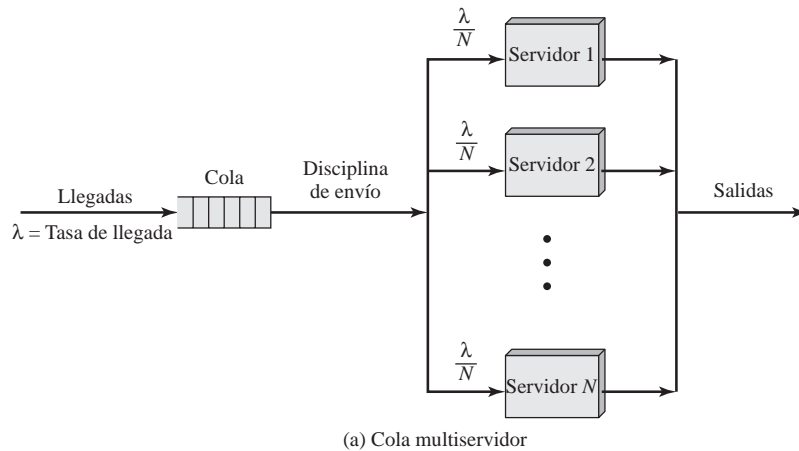 λ
N
Servidor 1
λ
N
Servidor 2
Disciplina
de envío
Cola
Llegadas
λ = Tasa de llegada
Salidas
λ
N
Servidor N
(a) Cola multiservidor